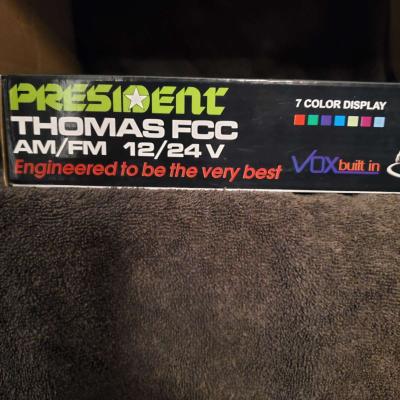 PRESIDENT
THOMAS FCC
AM/FM 12/24 V
Engineered to be the very best
7 COLOR DISPLAY
VOX built in